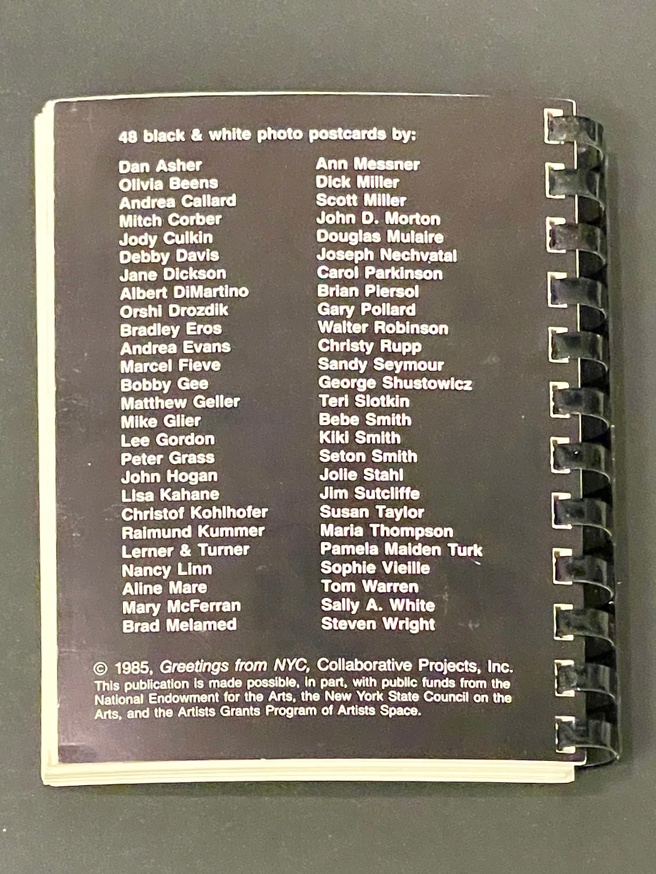 48 black & white photo postcards by:
Dan Asher
Olivia Beens
Andrea Callard
Mitch Corber
Jody Culkin
Debby Davis
Jane Dickson
Albert DiMartino
Orshi Drozdik
Bradley Eros
Andrea Evans
Marcel Fieve
Bobby Gee
Matthew Geller
Mike Glier
Lee Gordon
Peter Grass
John Hogan
Lisa Kahane
Christof Kohlhofer
Raimund Kummer
Lerner & Turner
Nancy Linn
Aline Mare
Mary McFerran
Brad Melamed
Ann Messner
Dick Miller
Scott Miller
John D. Morton
Douglas Mulaire
Joseph Nechvatal
Carol Parkinson
Brian Piersol
Gary Pollard
Walter Robinson
Christy Rupp
Sandy Seymour
George Shustowicz
Teri Slotkin
Bebe Smith
Kiki Smith
Seton Smith
Jolie Stahl
Jim Sutcliffe
Susan Taylor
Maria Thompson
Pamela Maiden Turk
Sophie Vieille
Tom Warren
Sally A. White
Steven Wright
© 1985, Greetings from NYC, Collaborative Projects, Inc.
This publication is made possible, in part, with public funds from the
National Endowment for the Arts, the New York State Council on the
Arts, and the Artists Grants Program of Artists Space.